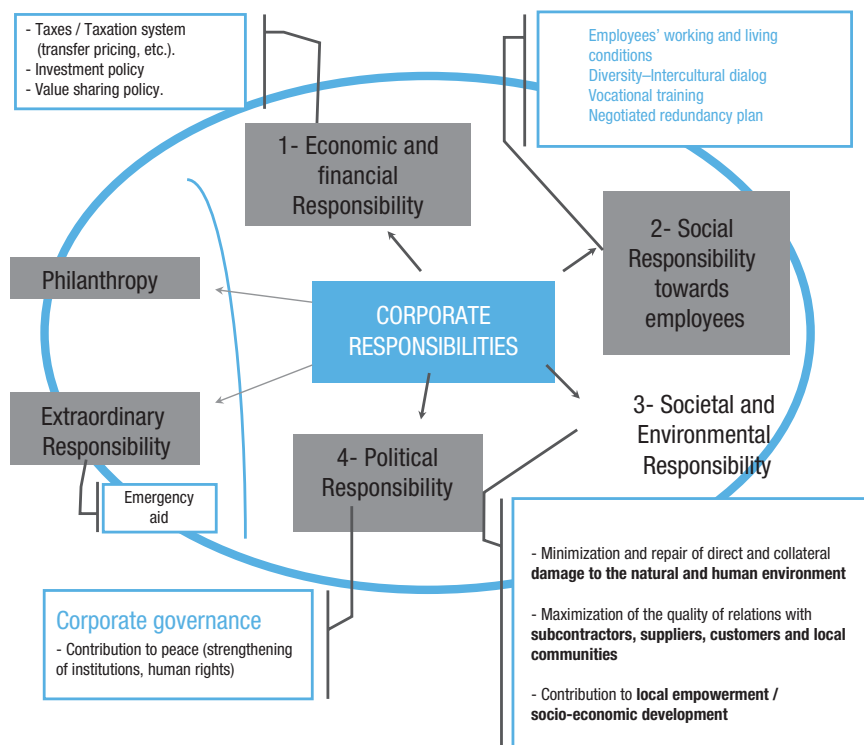 - Taxes / Taxation system
(transfer pricing, etc.).
- Investment policy
- Value sharing policy.
Employees' working and living
conditions
Diversity–Intercultural dialog
Vocational training
Negotiated redundancy plan
1- Economic and
financial
Responsibility
2- Social
Responsibility
towards
employees
Philanthropy
CORPORATE
RESPONSIBILITIES
Extraordinary
Responsibility
3- Societal and
Environmental
Responsibility
4- Political
Responsibility
Emergency
aid
- Minimization and repair of direct and collateral
damage to the natural and human environment
- Maximization of the quality of relations with
subcontractors, suppliers, customers and local
communities
- Contribution to local empowerment /
socio-economic development
Corporate governance
- Contribution to peace (strengthening
of institutions, human rights)